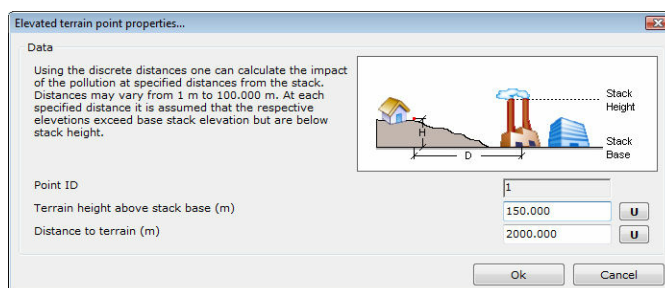 Elevated terrain point properties...
Data
Using the discrete distances one can calculate the impact
of the pollution at specified distances from the stack.
Distances may vary from 1 m to 100.000 m. At each
specified distance it is assumed that the respective
elevetions exceed base stack elevation but are below
stack height.
Stack
Height
H
Stack
Base
D
Point ID
1
Terrain height above stack base (m)
150.000
U
Distance to terrain (m)
2000.000
U
Ok
Cancel